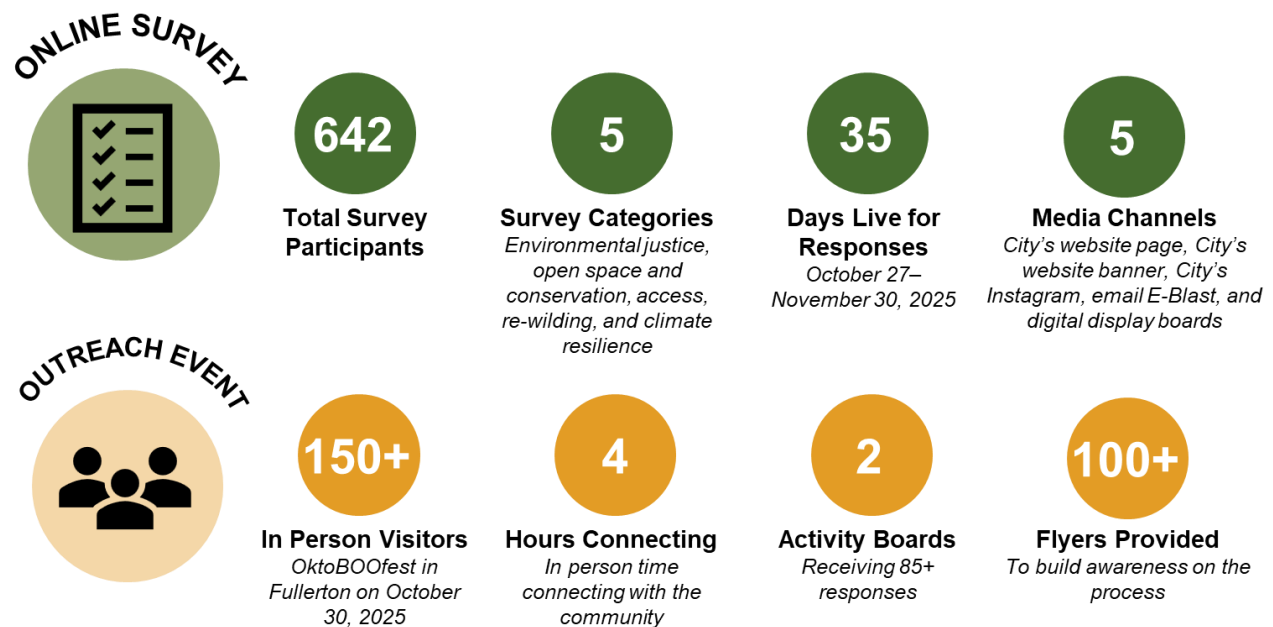 ONLINE SURVEY
642
Total Survey
Participants
5
Survey Categories
Environmental justice,
open space and
conservation, access,
re-wilding, and climate
resilience
35
Days Live for
Responses
October 27–
November 30, 2025
5
Media Channels
City's website page, City's
website banner, City's
Instagram, email E-Blast, and
digital display boards
OUTREACH EVENT
150+
In Person Visitors
OktoBOOfest in
Fullerton on October
30, 2025
4
Hours Connecting
In person time
connecting with the
community
2
Activity Boards
Receiving 85+
responses
100+
Flyers Provided
To build awareness on the
process